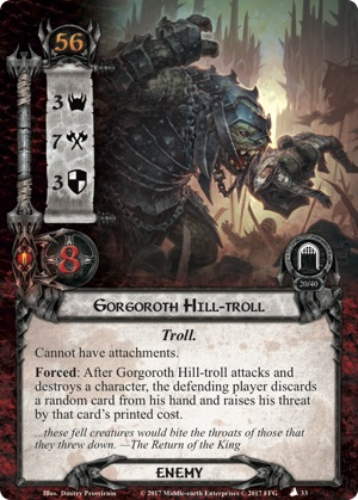 56
3
7
3
8
20/40
Gorgoroth Hill-troll
Troll.
Cannot have attachments.
Forced: After Gorgoroth Hill-troll attacks and
destroys a character, the defending player discards
a random card from his hand and raises his threat
by that card's printed cost.
...these fell creatures would bite the throats of those that
they threw down. —The Return of the King
Enemy
Illus. Dmitry Prosvirnin
© 2017 Middle-earth Enterprises
© 2017 FFG
33